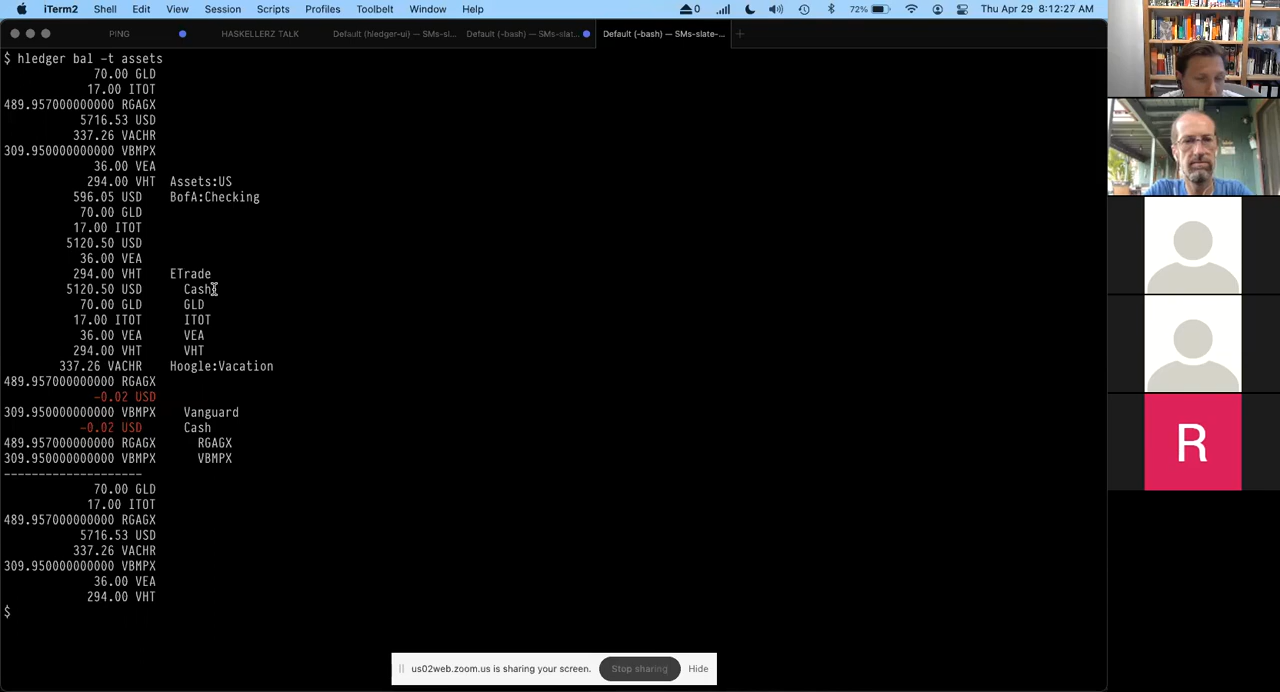 iTerm2 Shell Edit View Session Scripts Profiles Toolbelt Window Help 0 72% Thu Apr 29 8:12:27 AM
PING HASKELLERZ TALK Default (hledger-ui) — SMs-sl... Default (-bash) — SMs-slat... Default (-bash) — SMs-slate-...
$ hledger bal -t assets
70.00 GLD
17.00 ITOT
489.957000000000 RGAGX
5716.53 USD
337.26 VACHR
309.950000000000 VBMPX
36.00 VEA
294.00 VHT Assets:US
596.05 USD BofA:Checking
70.00 GLD
17.00 ITOT
5120.50 USD
36.00 VEA
294.00 VHT ETrade
5120.50 USD Cash
70.00 GLD GLD
17.00 ITOT ITOT
36.00 VEA VEA
294.00 VHT VHT
337.26 VACHR Hoogle:Vacation
489.957000000000 RGAGX
-0.02 USD
309.950000000000 VBMPX Vanguard
-0.02 USD Cash
489.957000000000 RGAGX RGAGX
309.950000000000 VBMPX VBMPX
--------------------
70.00 GLD
17.00 ITOT
489.957000000000 RGAGX
5716.53 USD
337.26 VACHR
309.950000000000 VBMPX
36.00 VEA
294.00 VHT
$
us02web.zoom.us is sharing your screen. Stop sharing Hide
R